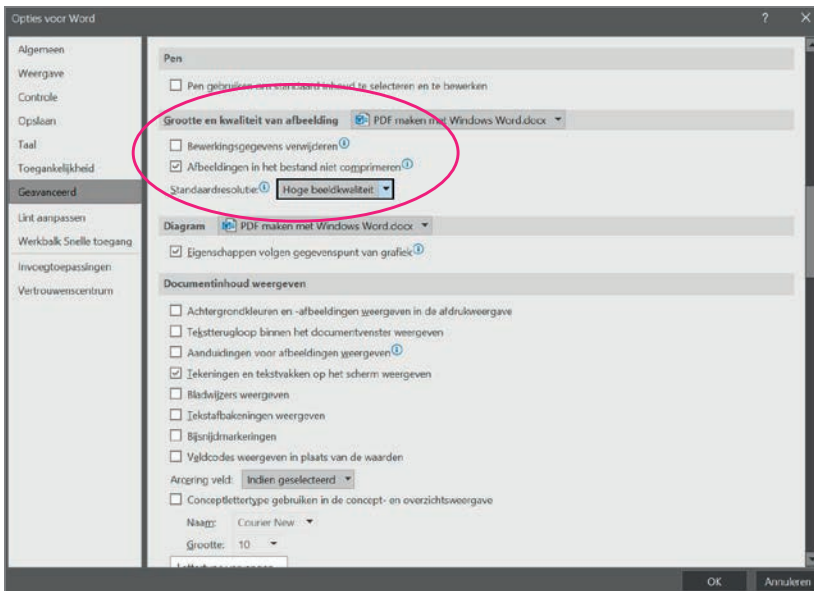 Opties voor Word
?
Algemeen
Weergave
Controle
Opslaan
Taal
Toegankelijkheid
Geavanceerd
Lint aanpassen
Werkbalk Snelle toegang
Invoegtoepassingen
Vertrouwenscentrum
Pen
Pen gebruiken om standaard inhoud te selecteren en te bewerken
Grootte en kwaliteit van afbeelding PDF maken met Windows Word.docx
Bewerkingsgegevens verwijderen
Afbeeldingen in het bestand niet comprimeren
Standaardresolutie: Hoge beeldkwaliteit
Diagram PDF maken met Windows Word.docx
Eigenschappen volgen gegevenspunt van grafiek
Documentinhoud weergeven
Achtergrondkleuren en -afbeeldingen weergeven in de afdrukweergave
Tekstterugloop binnen het documentvenster weergeven
Aanduidingen voor afbeeldingen weergeven
Tekeningen en tekstvakken op het scherm weergeven
Bladwijzers weergeven
Tekstafbakeningen weergeven
Bijsnijdmarkeringen
Veldcodes weergeven in plaats van de waarden
Arcering veld: Indien geselecteerd
Conceptlettertype gebruiken in de concept- en overzichtsweergave
Naam: Courier New
Grootte: 10
OK
Annuleren